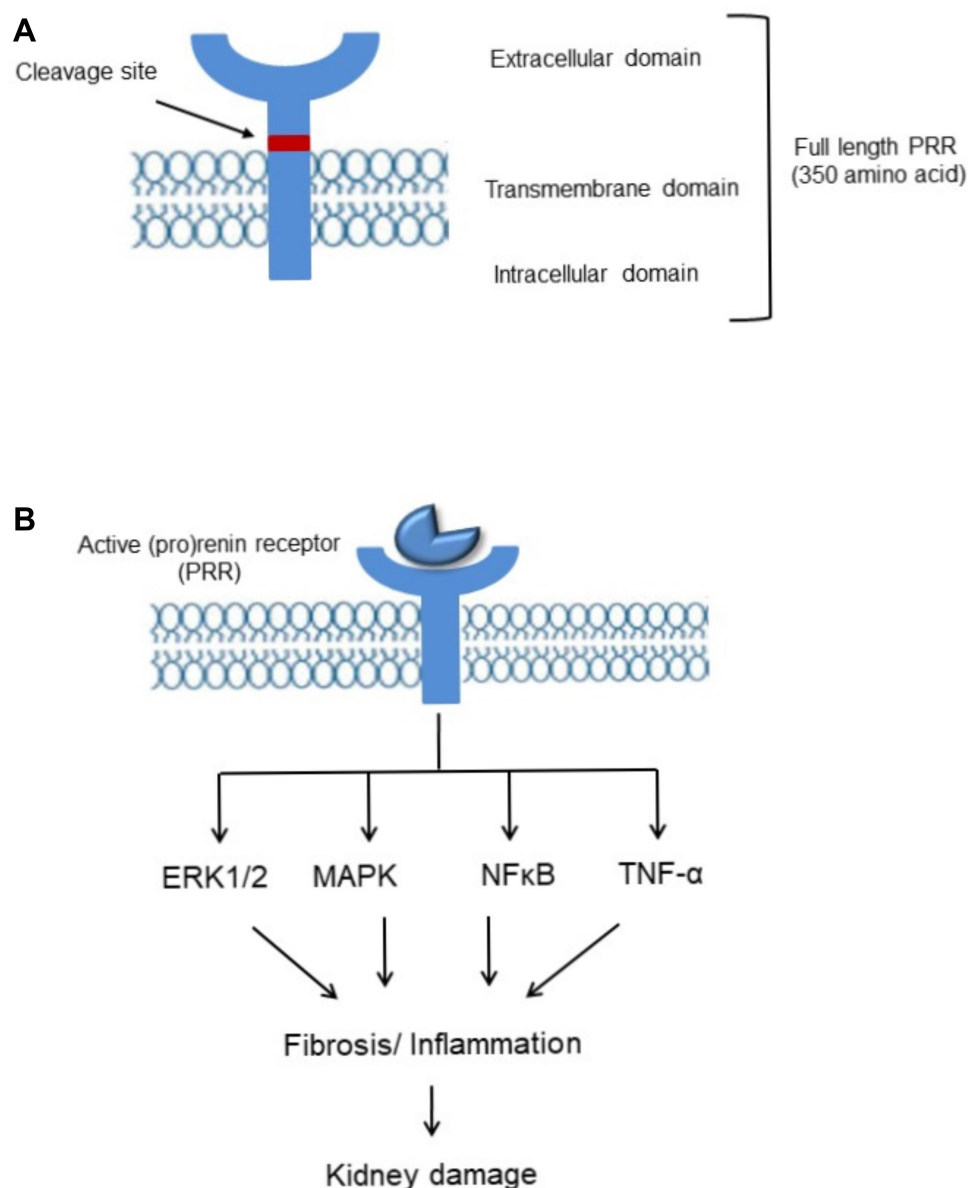 A
Cleavage site
Extracellular domain
Transmembrane domain
Intracellular domain
Full length PRR
(350 amino acid)
B
Active (pro)renin receptor
(PRR)
ERK1/2
MAPK
NFκB
TNF-α
Fibrosis/ Inflammation
Kidney damage